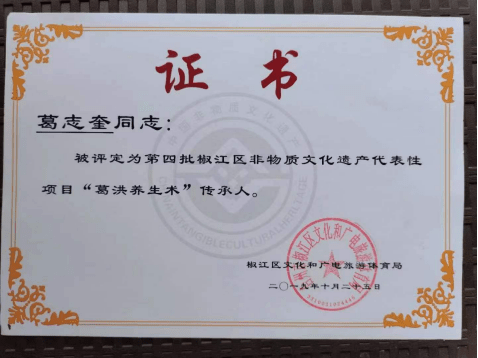 证书
葛志奎同志：
被评定为第四批椒江区非物质文化遗产代表性
项目“葛洪养生术”传承人。
椒江区文化和广电旅游体育局
二〇一九年十月二十五日